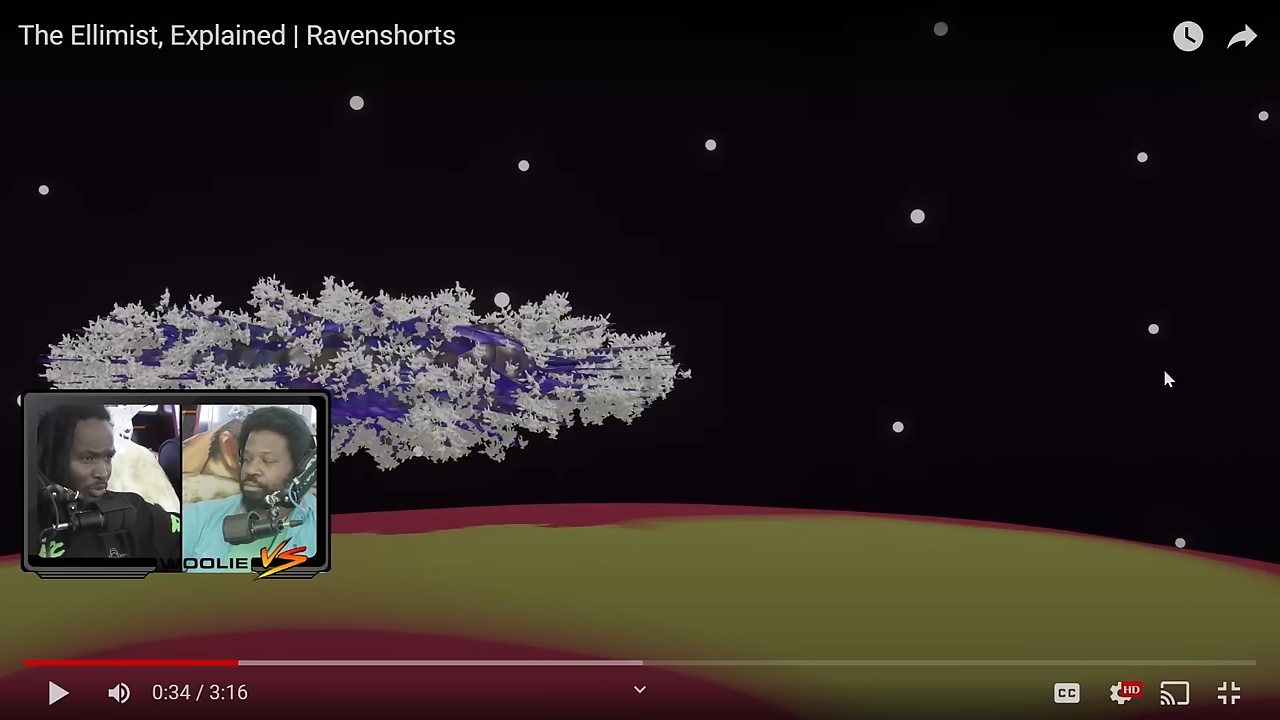 The Ellimist, Explained | Ravenshorts
WOOLIE VS
0:34 / 3:16
CC
HD